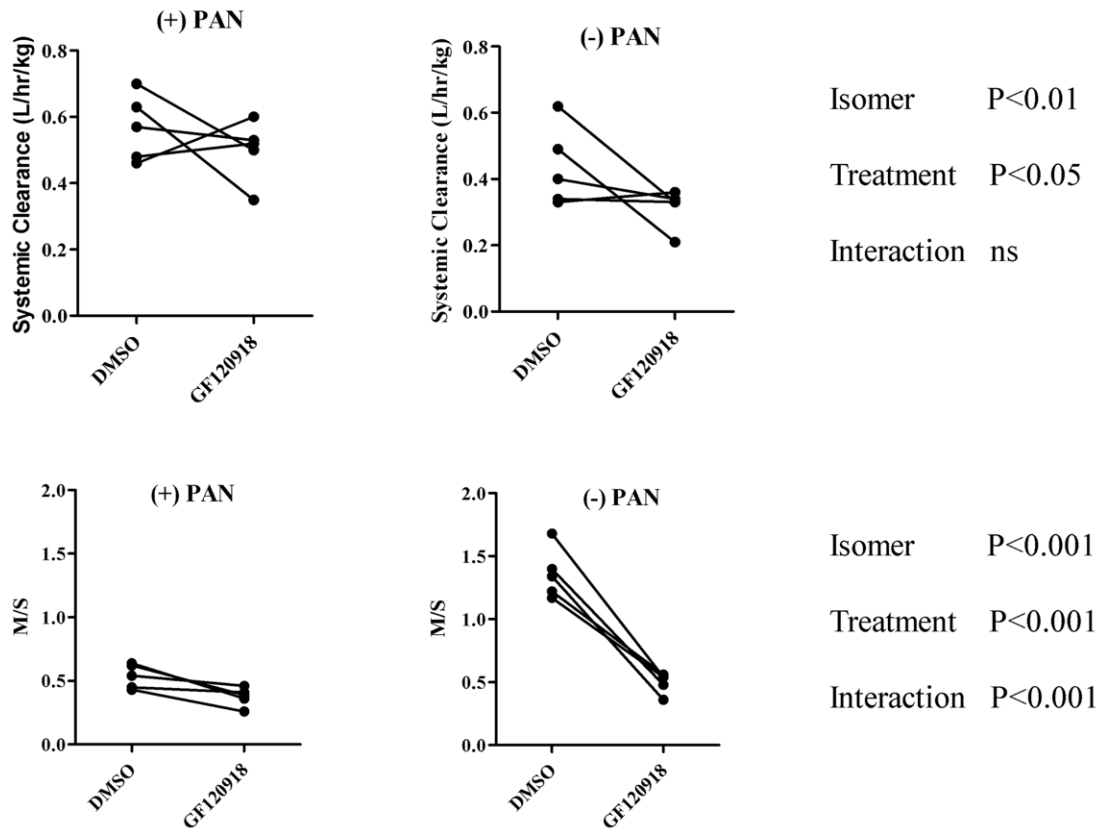 (+) PAN
Systemic Clearance (L/hr/kg)
0.8
0.6
0.4
0.2
0.0
DMSO
GF120918
(-) PAN
Systemic Clearance (L/hr/kg)
0.8
0.6
0.4
0.2
0.0
DMSO
GF120918
Isomer P<0.01
Treatment P<0.05
Interaction ns
(+) PAN
M/S
2.0
1.5
1.0
0.5
0.0
DMSO
GF120918
(-) PAN
M/S
2.0
1.5
1.0
0.5
0.0
DMSO
GF120918
Isomer P<0.001
Treatment P<0.001
Interaction P<0.001